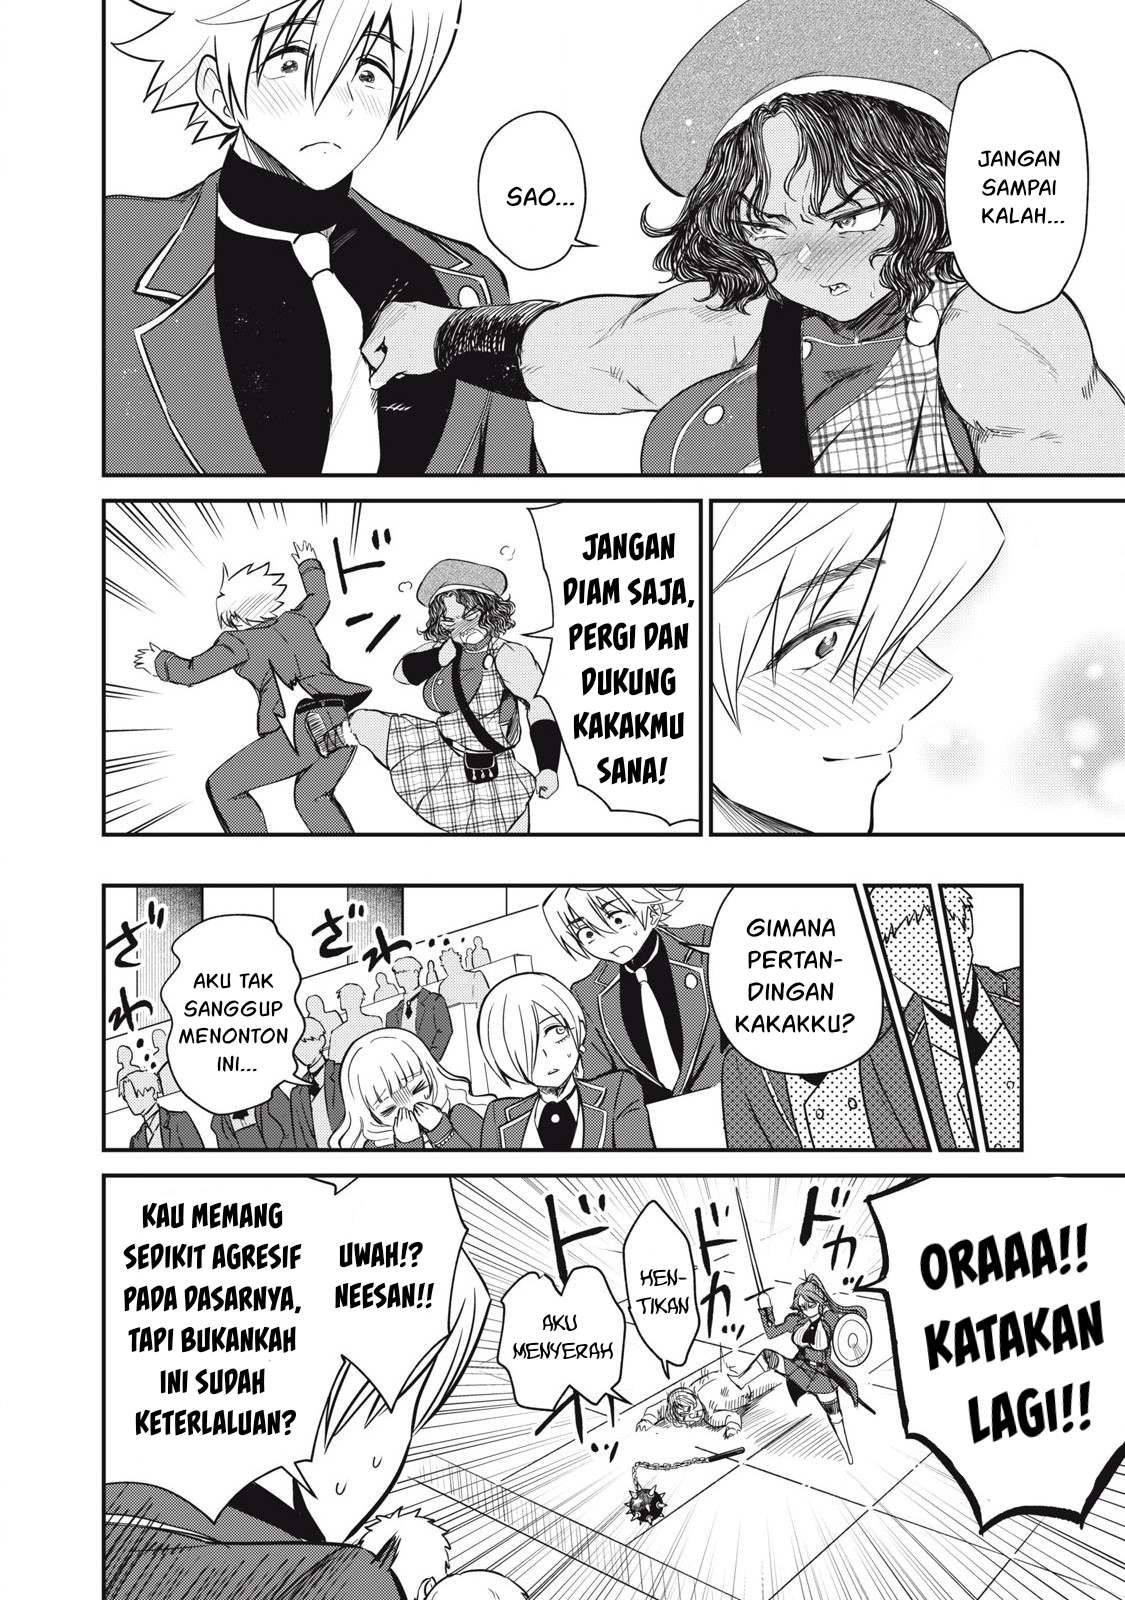 JANGAN
SAMPAI
KALAH...
SAO...
JANGAN
DIAM SAJA,
PERGI DAN
DUKUNG
KAKAKMU
SANA!
ドン
GIMANA
PERTAN-
DINGAN
KAKAKKU?
ざわ
AKU TAK
SANGGUP
MENONTON
INI...
ざわ
ORAAA!!
KATAKAN
LAGI!!
ドカッ
HEN-
TIKAN
ドド
AKU
MENYERAH
UWAH!?
NEESAN!!
KAU MEMANG
SEDIKIT AGRESIF
PADA DASARNYA,
TAPI BUKANKAH
INI SUDAH
KETERLALUAN?